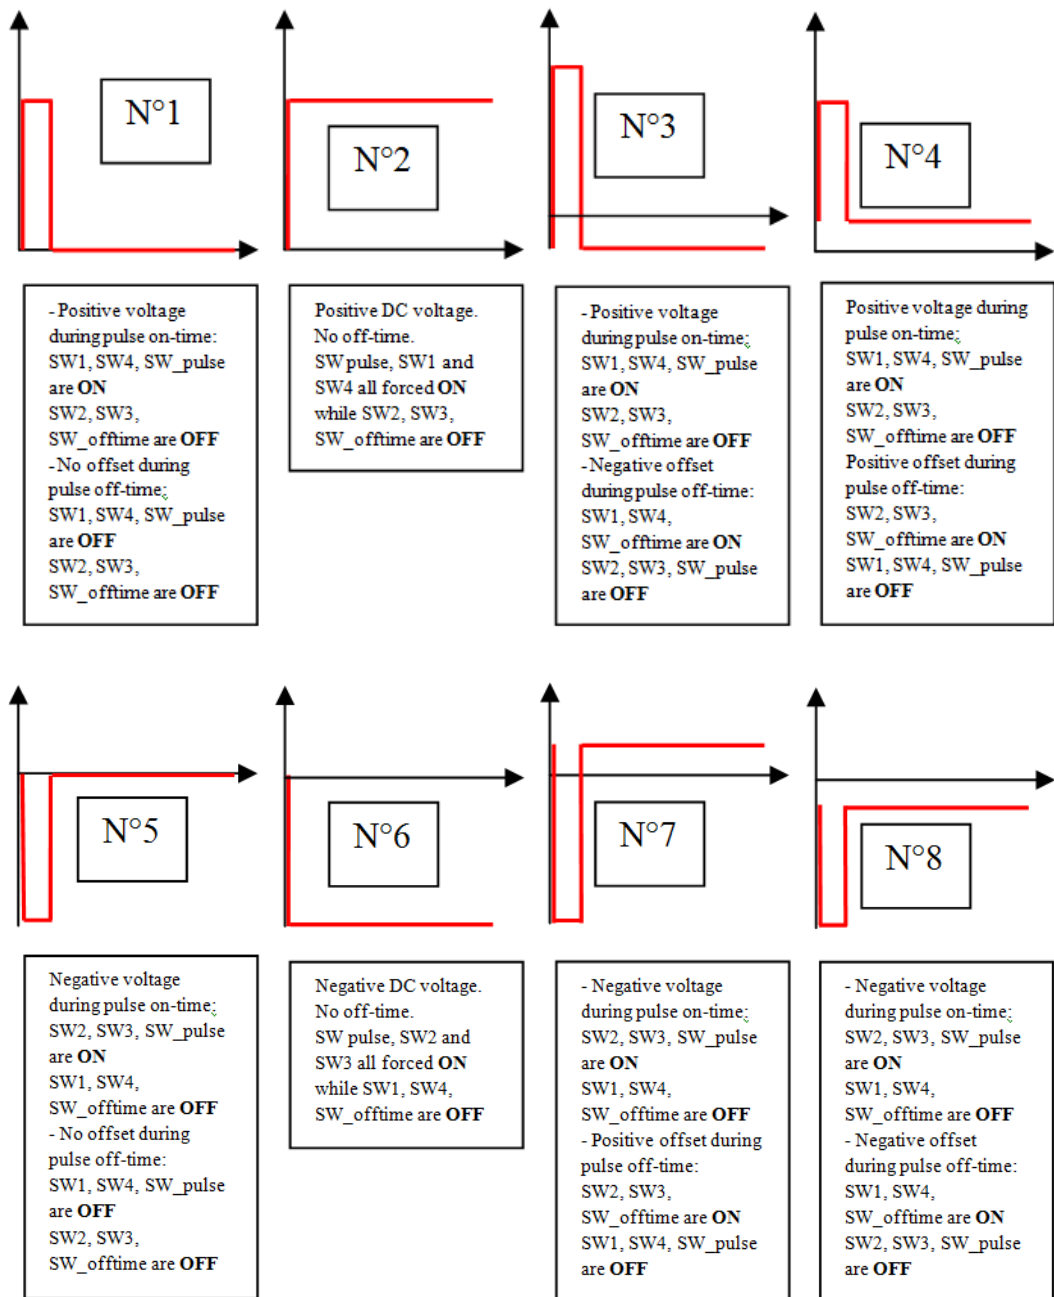 N°1
N°2
N°3
N°4
- Positive voltage
during pulse on-time:
SW1, SW4, SW_pulse
are ON
SW2, SW3,
SW_offtime are OFF
- No offset during
pulse off-time:
SW1, SW4, SW_pulse
are OFF
SW2, SW3,
SW_offtime are OFF
Positive DC voltage.
No off-time.
SW pulse, SW1 and
SW4 all forced ON
while SW2, SW3,
SW_offtime are OFF
- Positive voltage
during pulse on-time:
SW1, SW4, SW_pulse
are ON
SW2, SW3,
SW_offtime are OFF
- Negative offset
during pulse off-time:
SW1, SW4,
SW_offtime are ON
SW2, SW3, SW_pulse
are OFF
Positive voltage during
pulse on-time:
SW1, SW4, SW_pulse
are ON
SW2, SW3,
SW_offtime are OFF
Positive offset during
pulse off-time:
SW2, SW3,
SW_offtime are ON
SW1, SW4, SW_pulse
are OFF
N°5
N°6
N°7
N°8
Negative voltage
during pulse on-time:
SW2, SW3, SW_pulse
are ON
SW1, SW4,
SW_offtime are OFF
- No offset during
pulse off-time:
SW1, SW4, SW_pulse
are OFF
SW2, SW3,
SW_offtime are OFF
Negative DC voltage.
No off-time.
SW pulse, SW2 and
SW3 all forced ON
while SW1, SW4,
SW_offtime are OFF
- Negative voltage
during pulse on-time:
SW2, SW3, SW_pulse
are ON
SW1, SW4,
SW_offtime are OFF
- Positive offset during
pulse off-time:
SW2, SW3,
SW_offtime are ON
SW1, SW4, SW_pulse
are OFF
- Negative voltage
during pulse on-time:
SW2, SW3, SW_pulse
are ON
SW1, SW4,
SW_offtime are OFF
- Negative offset
during pulse off-time:
SW1, SW4,
SW_offtime are ON
SW2, SW3, SW_pulse
are OFF